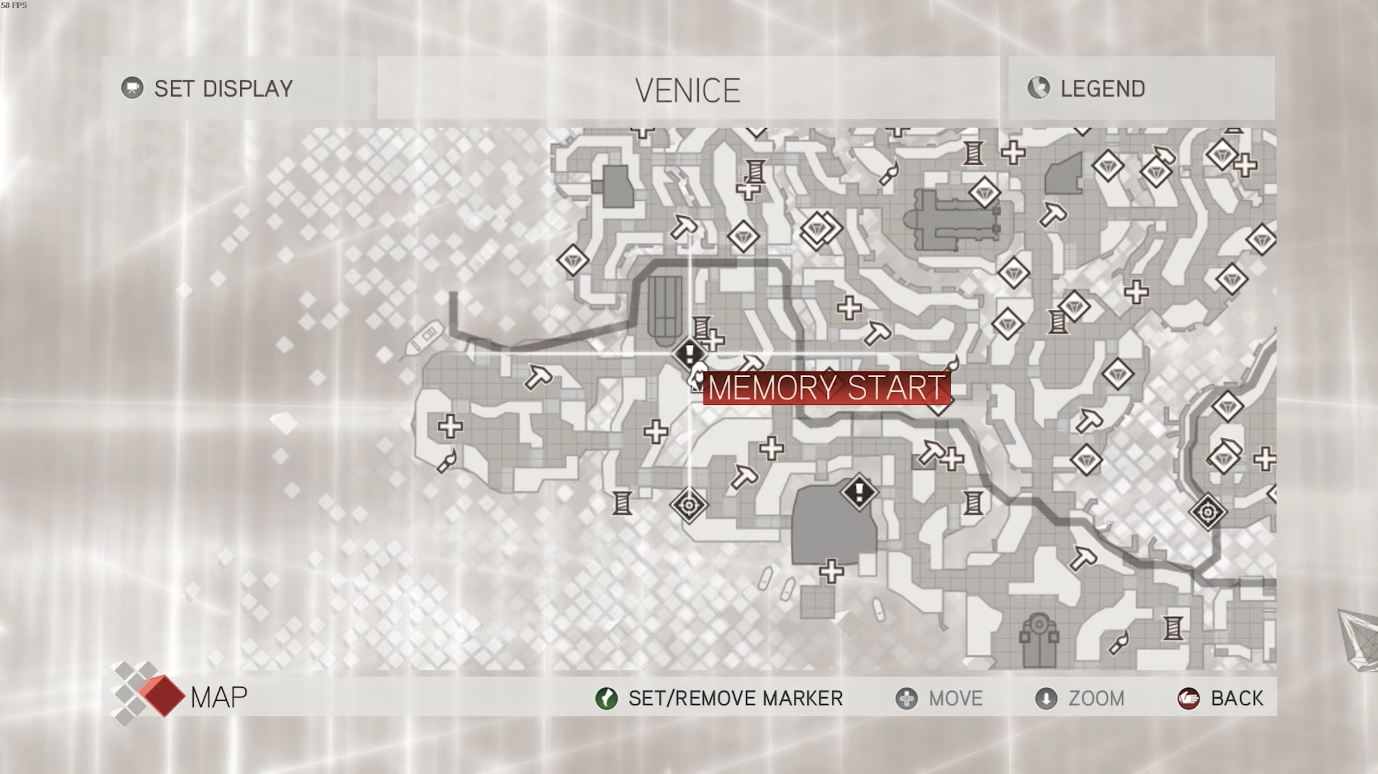 58 FPS
SET DISPLAY
VENICE
LEGEND
MEMORY START
MAP
SET/REMOVE MARKER
MOVE
ZOOM
BACK